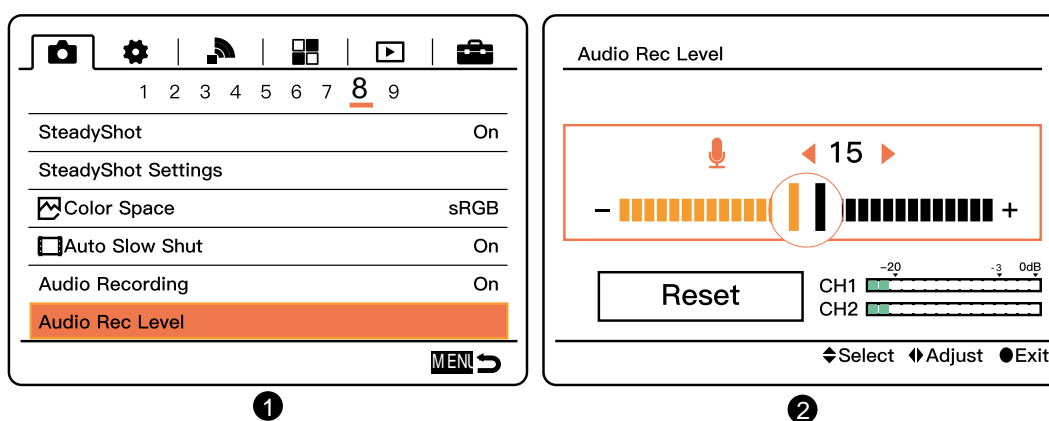 1 2 3 4 5 6 7 8 9
SteadyShot On
SteadyShot Settings
Color Space sRGB
Auto Slow Shut On
Audio Recording On
Audio Rec Level
MENU
1
Audio Rec Level
15
– +
Reset
-20 -3 0dB
CH1
CH2
Select Adjust Exit
2